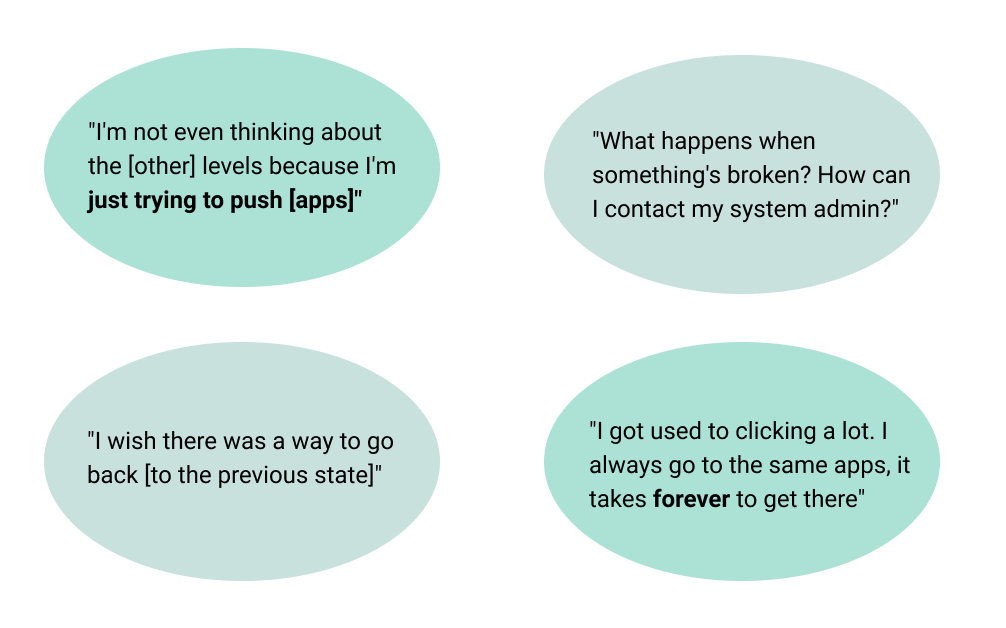 "I'm not even thinking about
the [other] levels because I'm
just trying to push [apps]"
"What happens when
something's broken? How can
I contact my system admin?"
"I wish there was a way to go
back [to the previous state]"
"I got used to clicking a lot. I
always go to the same apps, it
takes forever to get there"